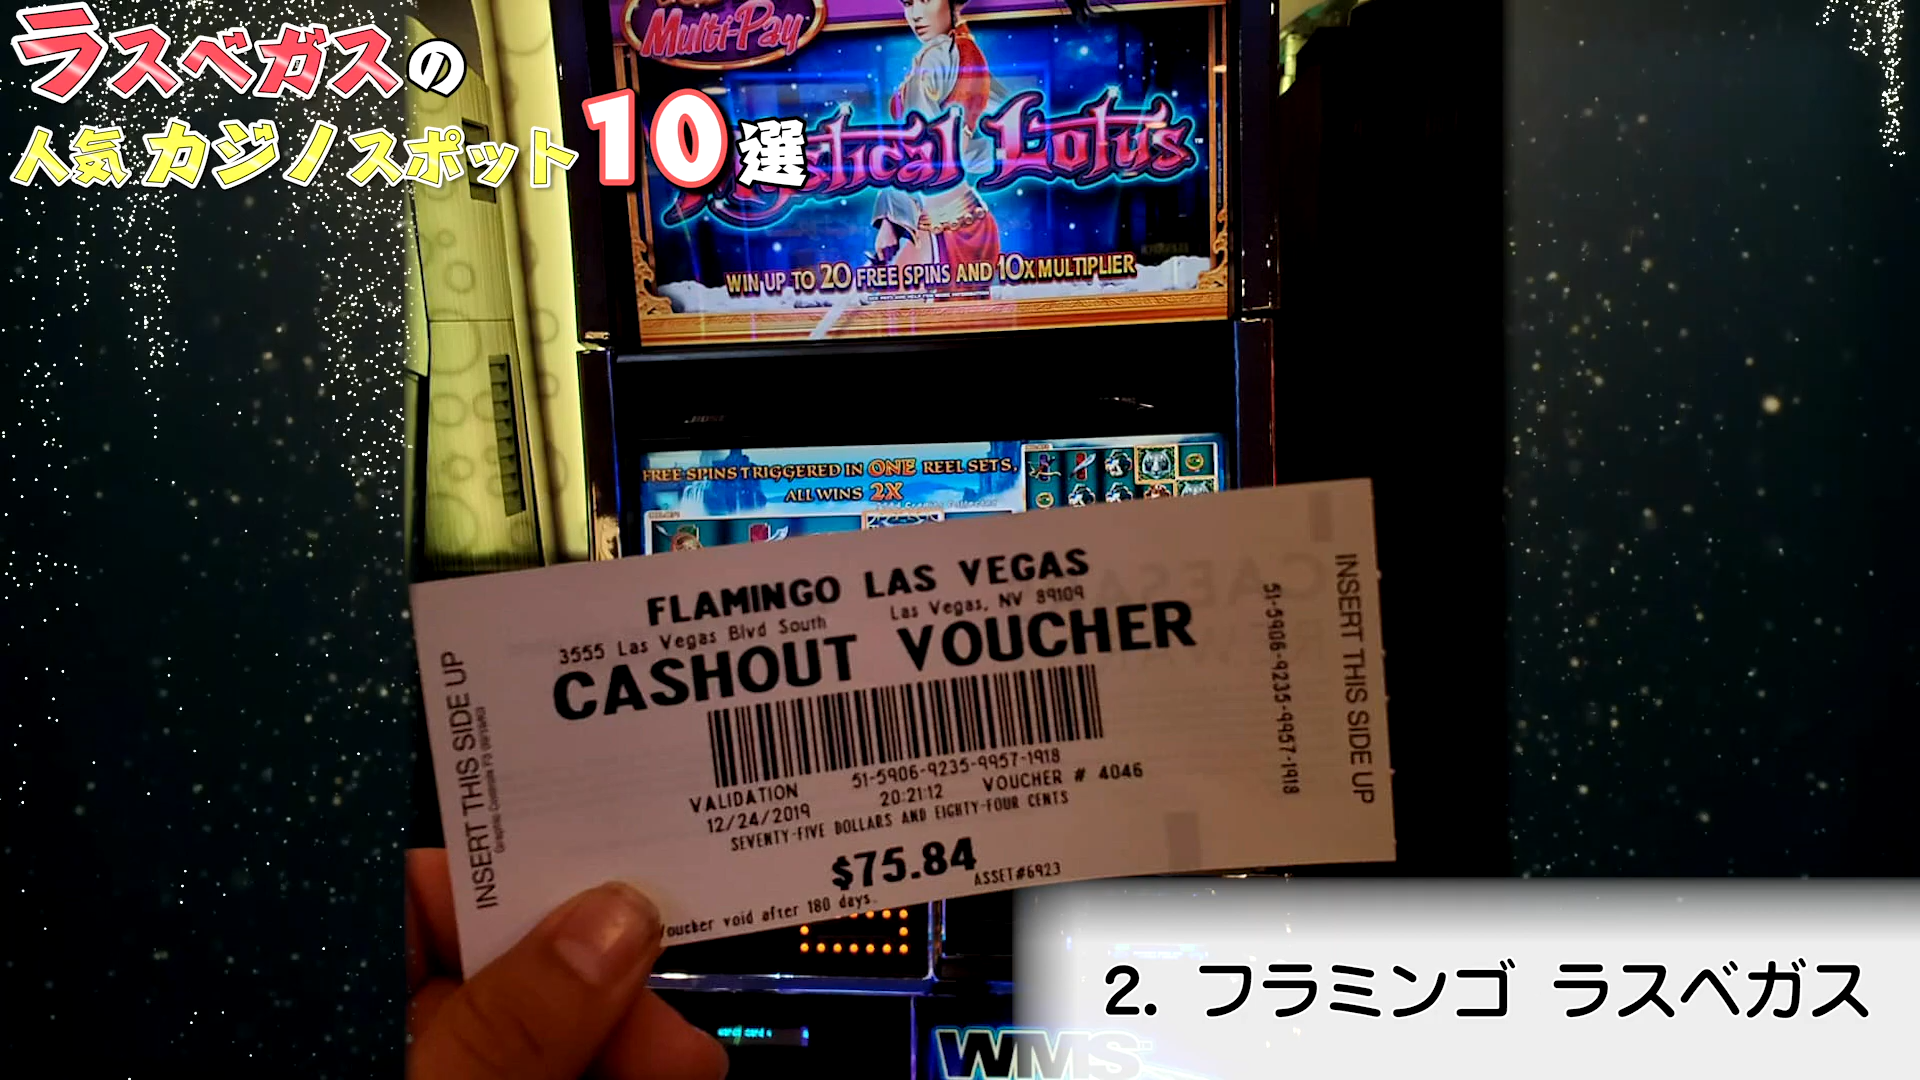 ラスベガスの
人気カジノスポット10選
Multi-Pay
Mystical Lotus
WIN UP TO 20 FREE SPINS AND 10X MULTIPLIER
FREE SPINS TRIGGERED IN ONE REEL SETS,
ALL WINS 2X
FLAMINGO LAS VEGAS
3555 Las Vegas Blvd South Las Vegas, NV 89109
CASHOUT VOUCHER
INSERT THIS SIDE UP
51-5906-9235-9957-1918
VALIDATION 51-5906-9235-9957-1918
12/24/2019 20:21:12 VOUCHER # 4046
SEVENTY-FIVE DOLLARS AND EIGHTY-FOUR CENTS
$75.84
ASSET#6923
Voucher void after 180 days.
INSERT THIS SIDE UP
WMS
2. フラミンゴ ラスベガス